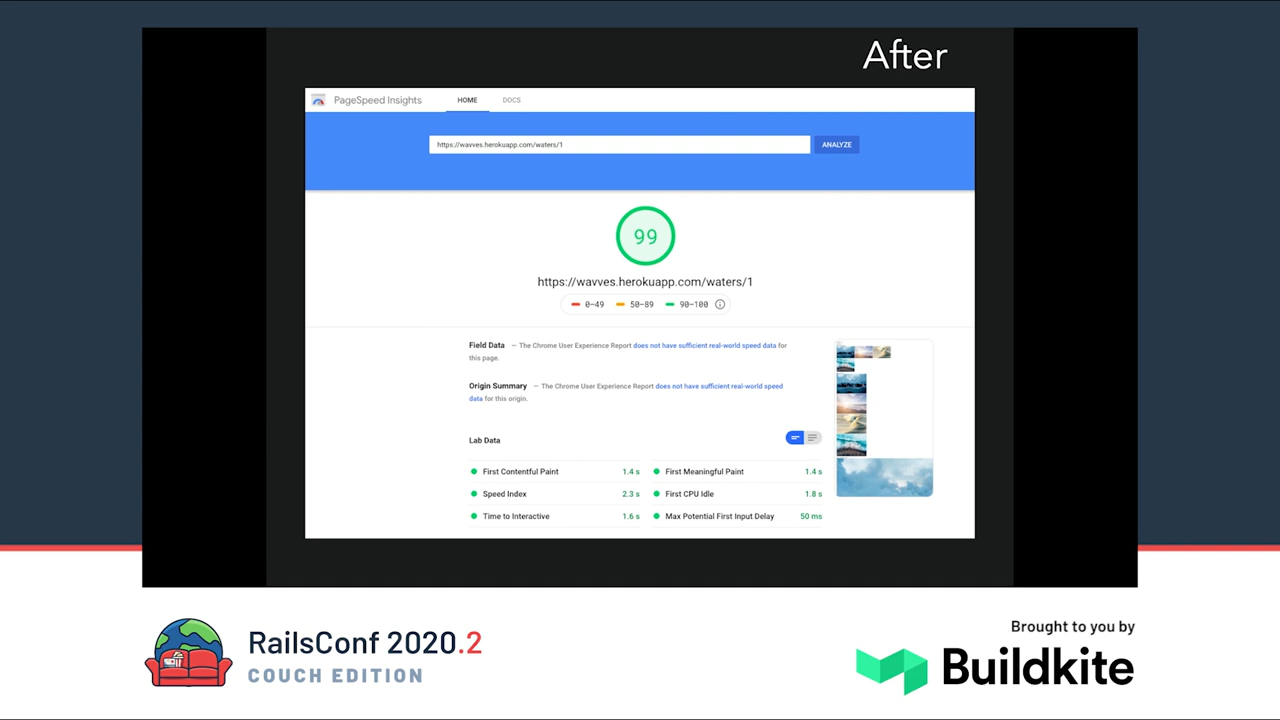 After
PageSpeed Insights HOME DOCS
https://wavves.herokuapp.com/waters/1 ANALYZE
99
https://wavves.herokuapp.com/waters/1
0–49 50–89 90–100
Field Data — The Chrome User Experience Report does not have sufficient real-world speed data for
this page.
Origin Summary — The Chrome User Experience Report does not have sufficient real-world speed
data for this origin.
Lab Data
First Contentful Paint 1.4 s First Meaningful Paint 1.4 s
Speed Index 2.3 s First CPU Idle 1.8 s
Time to Interactive 1.6 s Max Potential First Input Delay 50 ms
RailsConf 2020.2
COUCH EDITION
Brought to you by
Buildkite